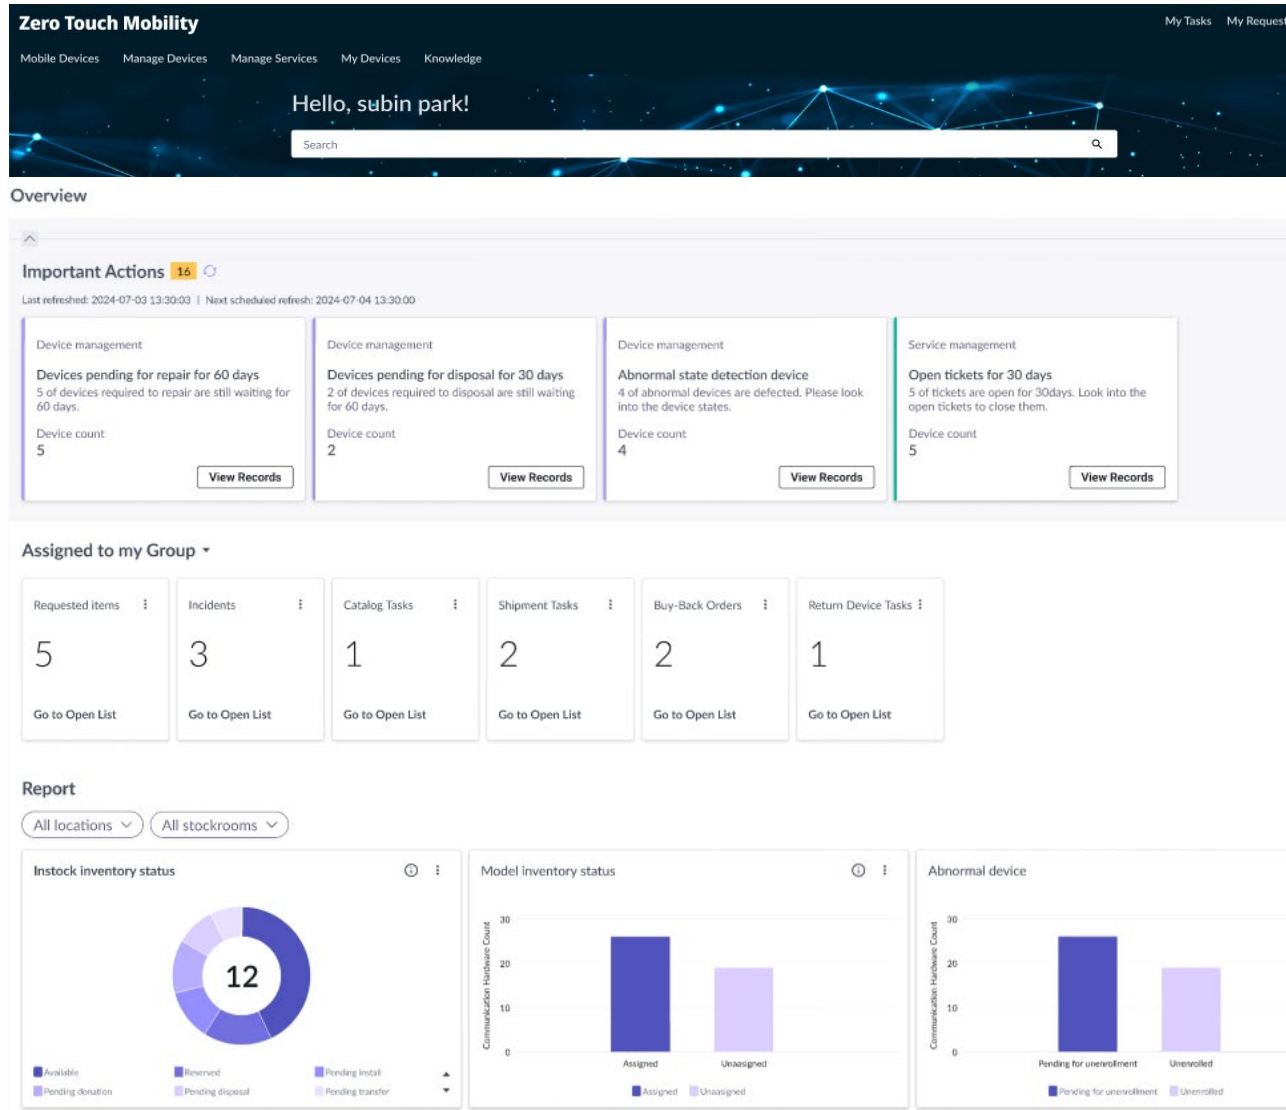 Zero Touch Mobility
My Tasks My Request
Mobile Devices Manage Devices Manage Services My Devices Knowledge
Hello, subin park!
Search
Overview
Important Actions 16
Last refreshed: 2024-07-03 13:30:03 | Next scheduled refresh: 2024-07-04 13:30:00
Device management
Devices pending for repair for 60 days
5 of devices required to repair are still waiting for
60 days.
Device count
5
View Records
Device management
Devices pending for disposal for 30 days
2 of devices required to disposal are still waiting
for 60 days.
Device count
2
View Records
Device management
Abnormal state detection device
4 of abnormal devices are defected. Please look
into the device states.
Device count
4
View Records
Service management
Open tickets for 30 days
5 of tickets are open for 30days. Look into the
open tickets to close them.
Device count
5
View Records
Assigned to my Group
Requested items
5
Go to Open List
Incidents
3
Go to Open List
Catalog Tasks
1
Go to Open List
Shipment Tasks
2
Go to Open List
Buy-Back Orders
2
Go to Open List
Return Device Tasks
1
Go to Open List
Report
All locations All stockrooms
Instock inventory status
12
Available Reserved Pending install
Pending donation Pending disposal Pending transfer
Model inventory status
Communication Hardware Count
30
20
10
0
Assigned Unaasigned
Assigned Unaasigned
Abnormal device
Communication Hardware Count
30
20
10
0
Pending for unenrollment Unenrolled
Pending for unenrollment Unenrolled